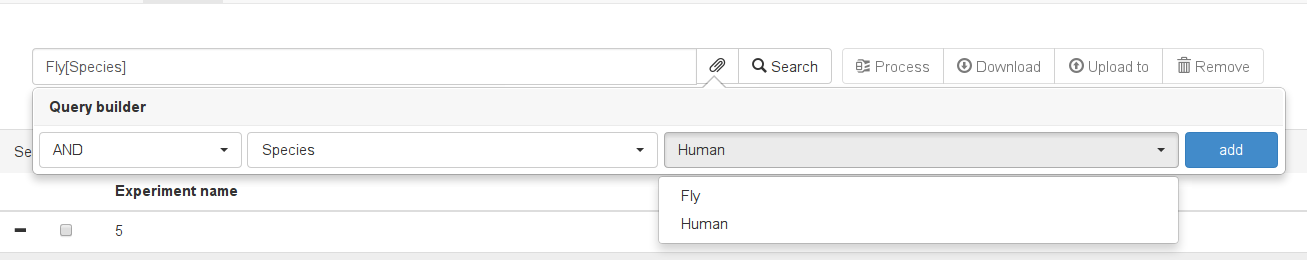 Fly[Species]
Search
Process
Download
Upload to
Remove
Query builder
Se
AND
Species
Human
add
Experiment name
Fly
Human
5